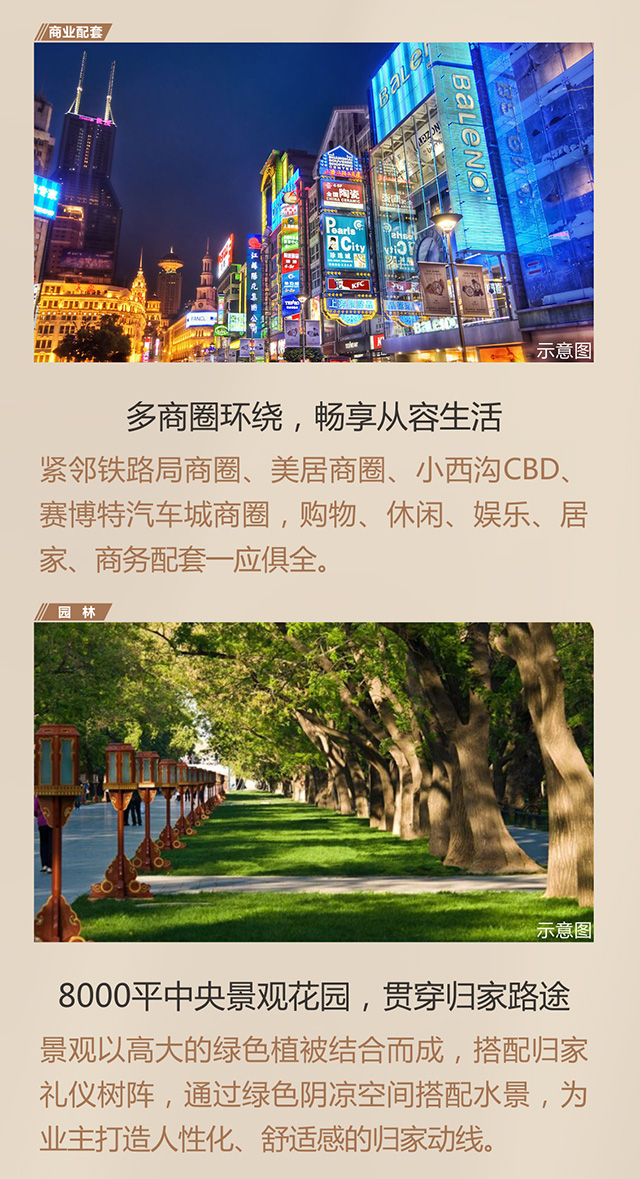 商业配套
BALENO
BALENO
陶瓷
CHINA CERAMIC
Pearls
City
KFC
FANCL
Baleno
示意图
多商圈环绕，畅享从容生活
紧邻铁路局商圈、美居商圈、小西沟CBD、
赛博特汽车城商圈，购物、休闲、娱乐、居
家、商务配套一应俱全。
园 林
示意图
8000平中央景观花园，贯穿归家路途
景观以高大的绿色植被结合而成，搭配归家
礼仪树阵，通过绿色阴凉空间搭配水景，为
业主打造人性化、舒适感的归家动线。